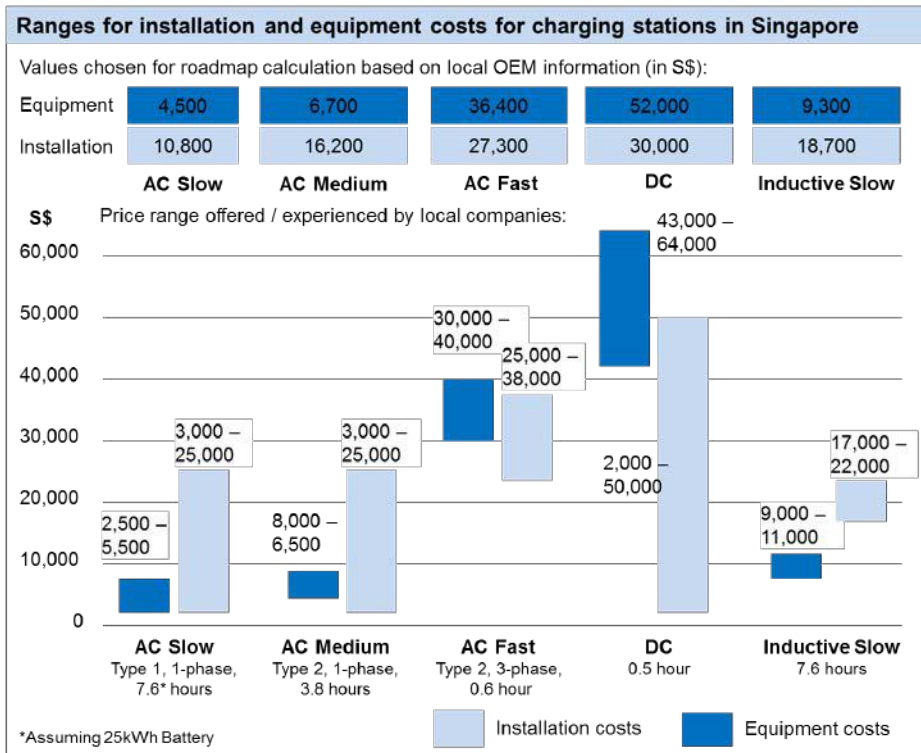 Ranges for installation and equipment costs for charging stations in Singapore
Values chosen for roadmap calculation based on local OEM information (in S$):
Equipment 4,500 6,700 36,400 52,000 9,300
Installation 10,800 16,200 27,300 30,000 18,700
AC Slow AC Medium AC Fast DC Inductive Slow
S$ Price range offered / experienced by local companies:
60,000
50,000
40,000
30,000
20,000
10,000
0
2,500 –
5,500
3,000 –
25,000
8,000 –
6,500
3,000 –
25,000
30,000 –
40,000
25,000 –
38,000
43,000 –
64,000
2,000 –
50,000
9,000 –
11,000
17,000 –
22,000
AC Slow
Type 1, 1-phase,
7.6* hours
AC Medium
Type 2, 1-phase,
3.8 hours
AC Fast
Type 2, 3-phase,
0.6 hour
DC
0.5 hour
Inductive Slow
7.6 hours
*Assuming 25kWh Battery
Installation costs
Equipment costs